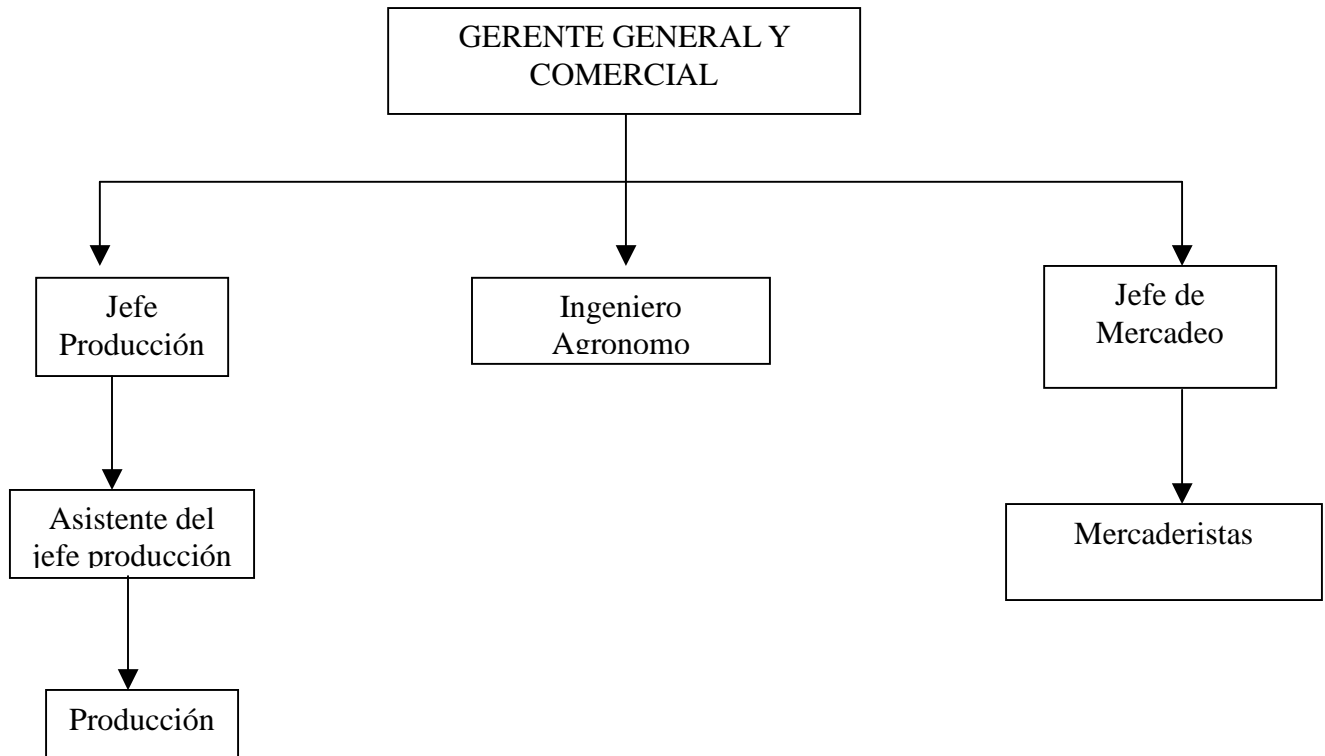 GERENTE GENERAL Y
COMERCIAL
Jefe
Producción
Ingeniero
Agronomo
Jefe de
Mercadeo
Asistente del
jefe producción
Mercaderistas
Producción